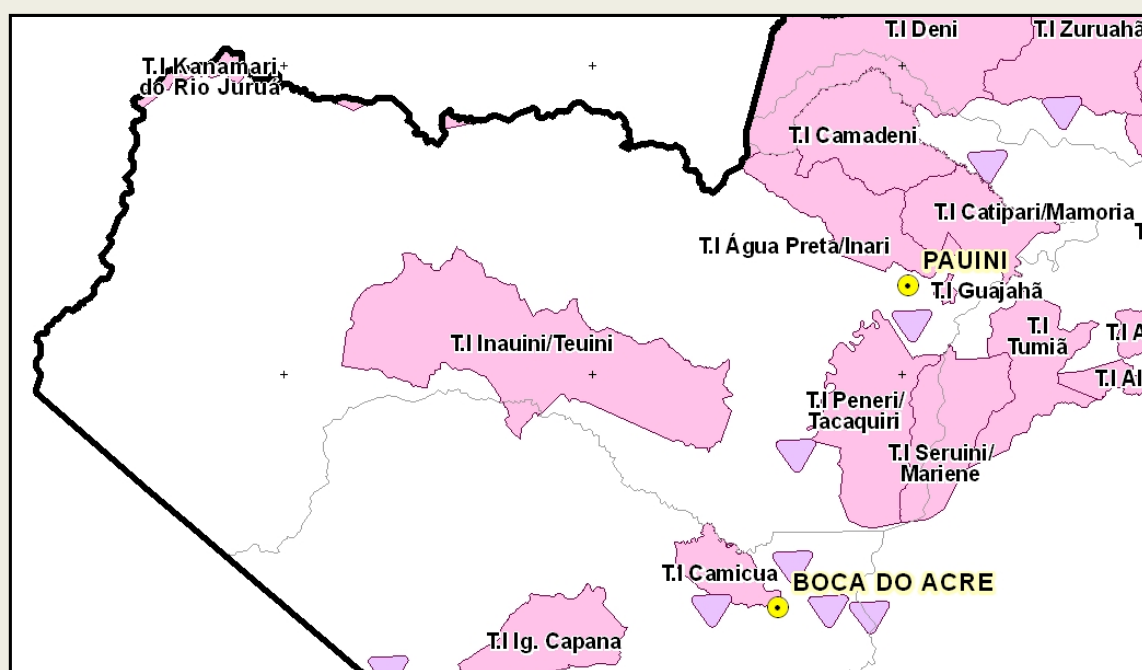 T.I Deni
T.I Zuruahã
T.I Kanamari
do Rio Juruá
T.I Camadeni
T.I Catipari/Mamoria
T.I Água Preta/Inari
PAUINI
T.I Guajahã
T.I Inauini/Teuini
T.I
Tumiã
T.I A
T.I Al
T.I Peneri/
Tacaquiri
T.I Seruini/
Mariene
T.I Camicua
BOCA DO ACRE
T.I Ig. Capana